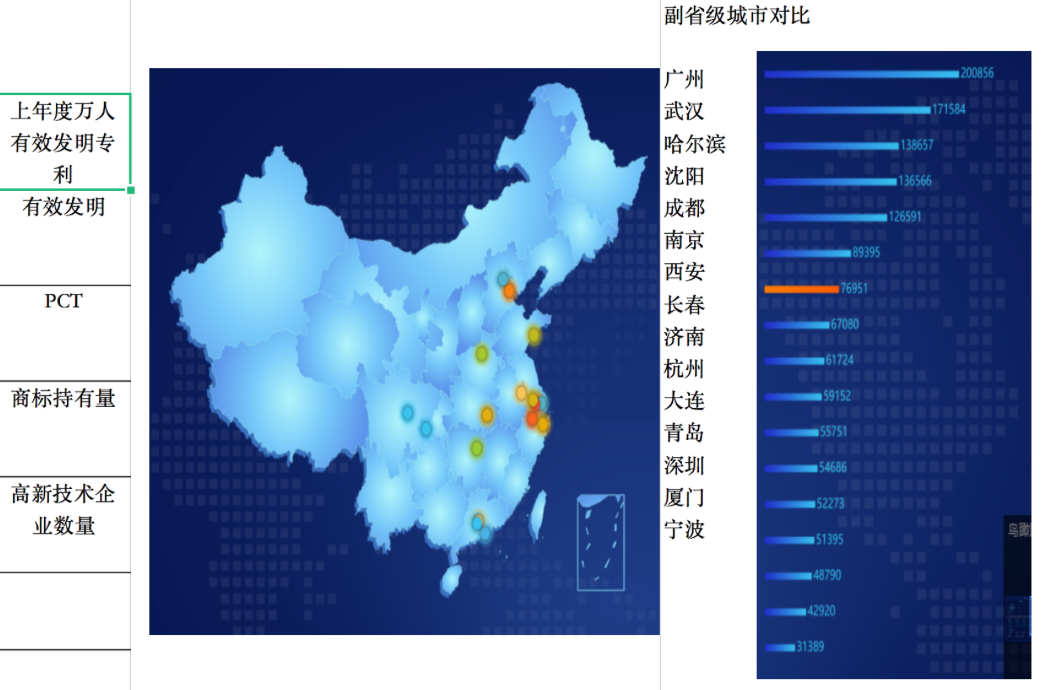 上年度万人
有效发明专
利
有效发明
PCT
商标持有量
高新技术企
业数量
副省级城市对比
广州
武汉
哈尔滨
沈阳
成都
南京
西安
长春
济南
杭州
大连
青岛
深圳
厦门
宁波
200856
171584
138657
136566
126591
89395
76951
67080
61724
59152
55751
54686
52273
51395
48790
42920
31389
鸟瞰